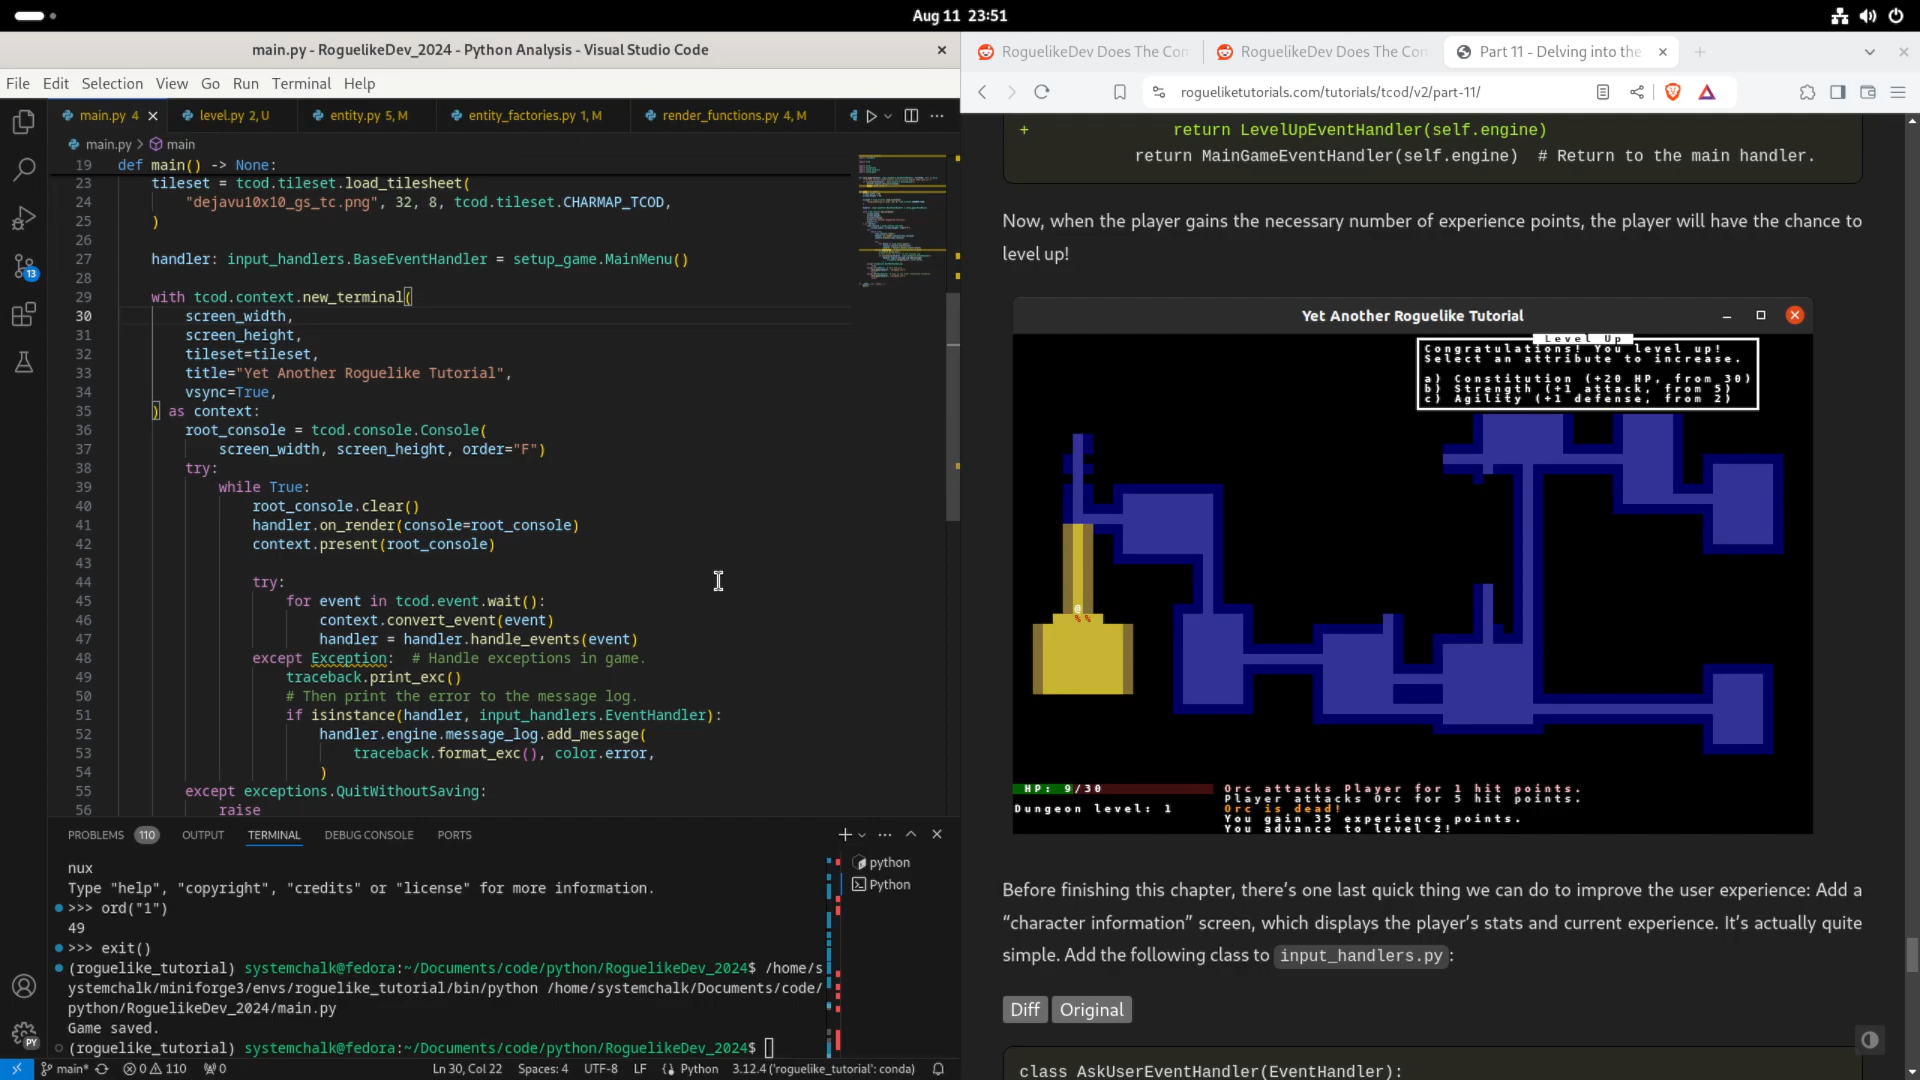 Aug 11 23:51
main.py - RoguelikeDev_2024 - Python Analysis - Visual Studio Code
File Edit Selection View Go Run Terminal Help
main.py 4
level.py 2, U
entity.py 5, M
entity_factories.py 1, M
render_functions.py 4, M
main.py > main
19 def main() -> None:
23 tileset = tcod.tileset.load_tilesheet(
24 "dejavu10x10_gs_tc.png", 32, 8, tcod.tileset.CHARMAP_TCOD,
25 )
26
27 handler: input_handlers.BaseEventHandler = setup_game.MainMenu()
28
29 with tcod.context.new_terminal(
30 screen_width,
31 screen_height,
32 tileset=tileset,
33 title="Yet Another Roguelike Tutorial",
34 vsync=True,
35 ) as context:
36 root_console = tcod.console.Console(
37 screen_width, screen_height, order="F")
38 try:
39 while True:
40 root_console.clear()
41 handler.on_render(console=root_console)
42 context.present(root_console)
43
44 try:
45 for event in tcod.event.wait():
46 context.convert_event(event)
47 handler = handler.handle_events(event)
48 except Exception: # Handle exceptions in game.
49 traceback.print_exc()
50 # Then print the error to the message log.
51 if isinstance(handler, input_handlers.EventHandler):
52 handler.engine.message_log.add_message(
53 traceback.format_exc(), color.error,
54 )
55 except exceptions.QuitWithoutSaving:
56 raise
13
PY
PROBLEMS 110 OUTPUT TERMINAL DEBUG CONSOLE PORTS
nux
Type "help", "copyright", "credits" or "license" for more information.
>>> ord("1")
49
>>> exit()
(roguelike_tutorial) systemchalk@fedora:~/Documents/code/python/RoguelikeDev_2024$ /home/s
ystemchalk/miniforge3/envs/roguelike_tutorial/bin/python /home/systemchalk/Documents/code/
python/RoguelikeDev_2024/main.py
Game saved.
(roguelike_tutorial) systemchalk@fedora:~/Documents/code/python/RoguelikeDev_2024$
python
Python
main* 0 110 0 Ln 30, Col 22 Spaces: 4 UTF-8 LF Python 3.12.4 ('roguelike_tutorial': conda)
RoguelikeDev Does The Con
RoguelikeDev Does The Con
Part 11 - Delving into the
rogueliketutorials.com/tutorials/tcod/v2/part-11/
+ return LevelUpEventHandler(self.engine)
return MainGameEventHandler(self.engine) # Return to the main handler.
Now, when the player gains the necessary number of experience points, the player will have the chance to
level up!
Yet Another Roguelike Tutorial
Level Up
Congratulations! You level up!
Select an attribute to increase.
a) Constitution (+20 HP, from 30)
b) Strength (+1 attack, from 5)
c) Agility (+1 defense, from 2)
@
%%
HP: 9/30
Dungeon level: 1
Orc attacks Player for 1 hit points.
Player attacks Orc for 5 hit points.
Orc is dead!
You gain 35 experience points.
You advance to level 2!
Before finishing this chapter, there’s one last quick thing we can do to improve the user experience: Add a
“character information” screen, which displays the player’s stats and current experience. It’s actually quite
simple. Add the following class to input_handlers.py:
Diff Original
class AskUserEventHandler(EventHandler):